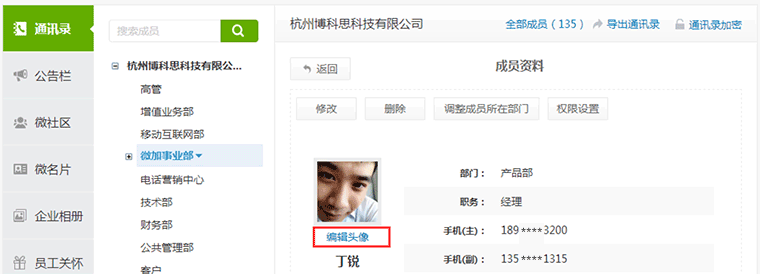 通讯录
公告栏
微社区
微名片
企业相册
员工关怀
搜索成员
杭州博科思科技有限公...
高管
增值业务部
移动互联网部
微加事业部
电话营销中心
技术部
财务部
公共管理部
客户
杭州博科思科技有限公司
全部成员（135） 导出通讯录 通讯录加密
返回 成员资料
修改 删除 调整成员所在部门 权限设置
编辑头像
丁锐
部门： 产品部
职务： 经理
手机(主)： 189 ****3200
手机(副)： 135 ****1315